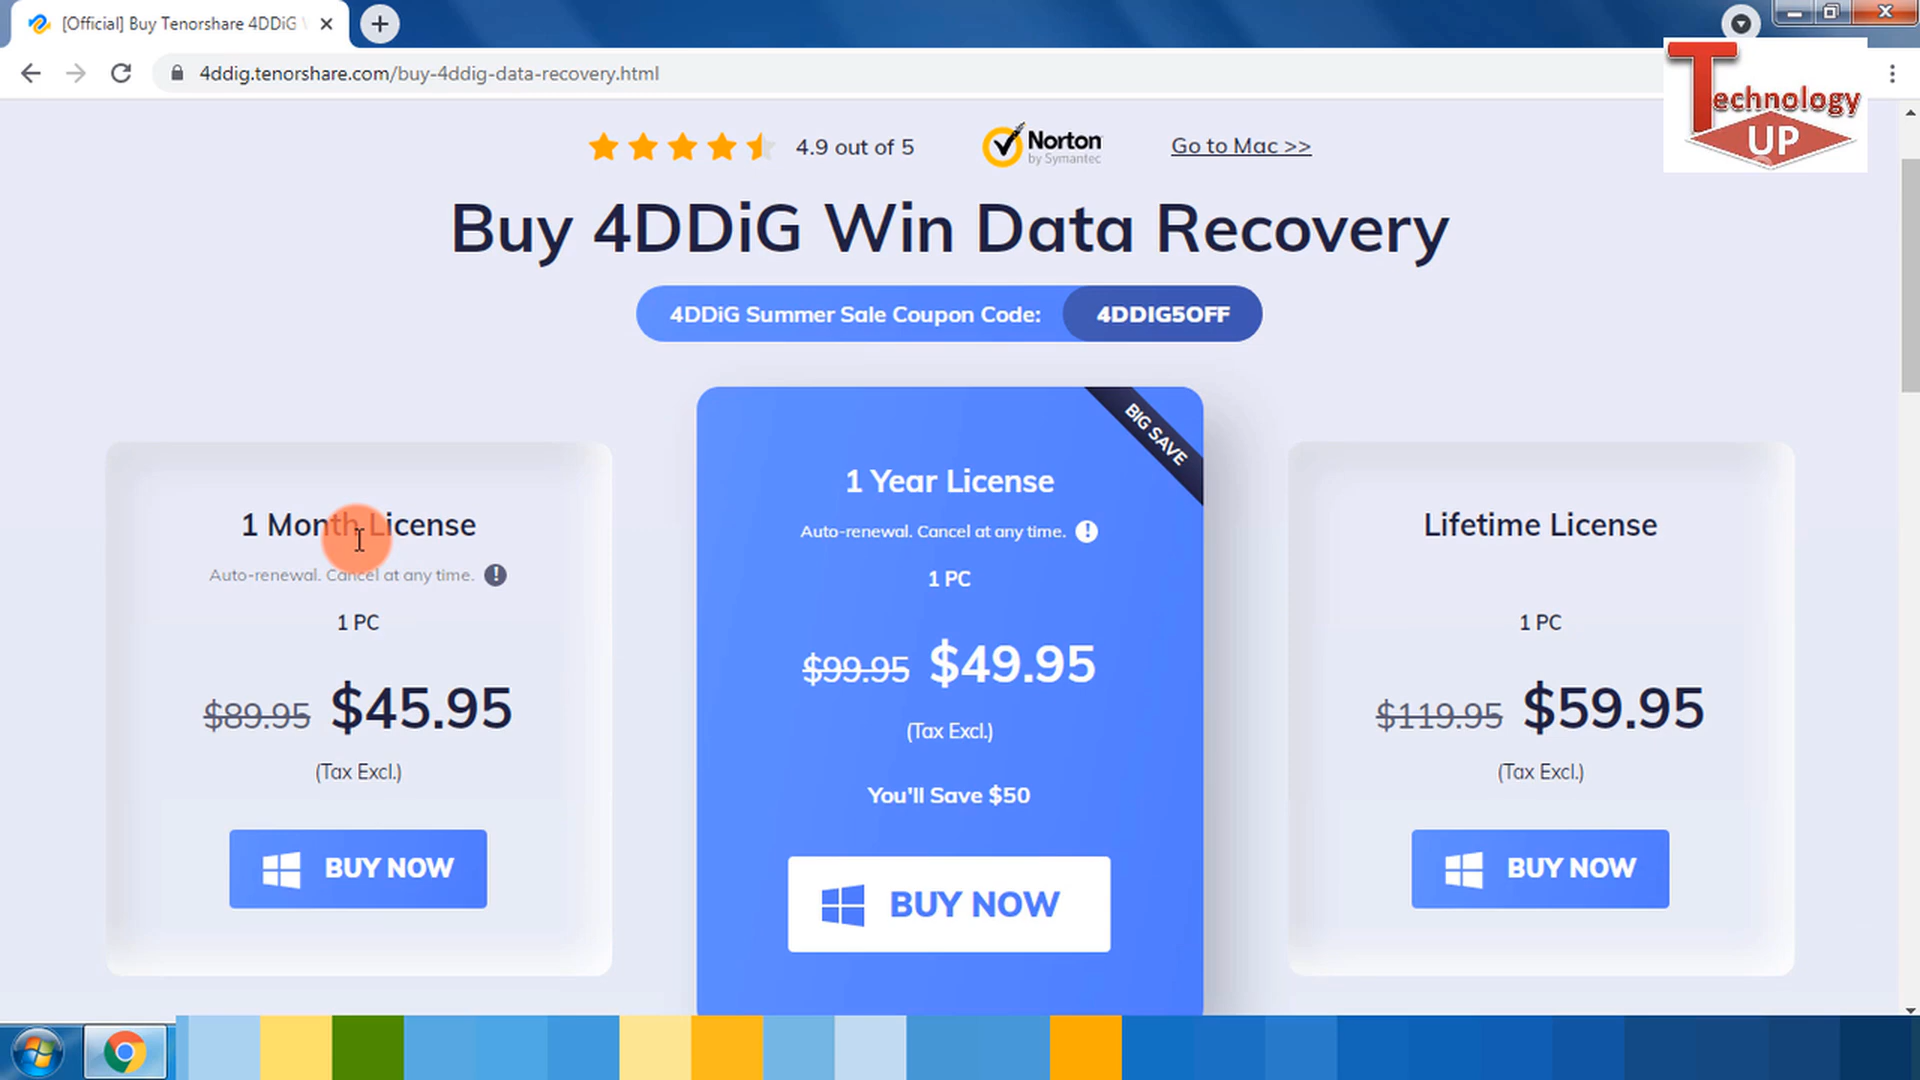 [Official] Buy Tenorshare 4DDiG
4ddig.tenorshare.com/buy-4ddig-data-recovery.html
Technology
UP
4.9 out of 5
Norton
by Symantec
Go to Mac >>
Buy 4DDiG Win Data Recovery
4DDiG Summer Sale Coupon Code: 4DDIG5OFF
1 Month License
Auto-renewal. Cancel at any time. !
1 PC
$89.95 $45.95
(Tax Excl.)
BUY NOW
BIG SAVE
1 Year License
Auto-renewal. Cancel at any time. !
1 PC
$99.95 $49.95
(Tax Excl.)
You'll Save $50
BUY NOW
Lifetime License
1 PC
$119.95 $59.95
(Tax Excl.)
BUY NOW